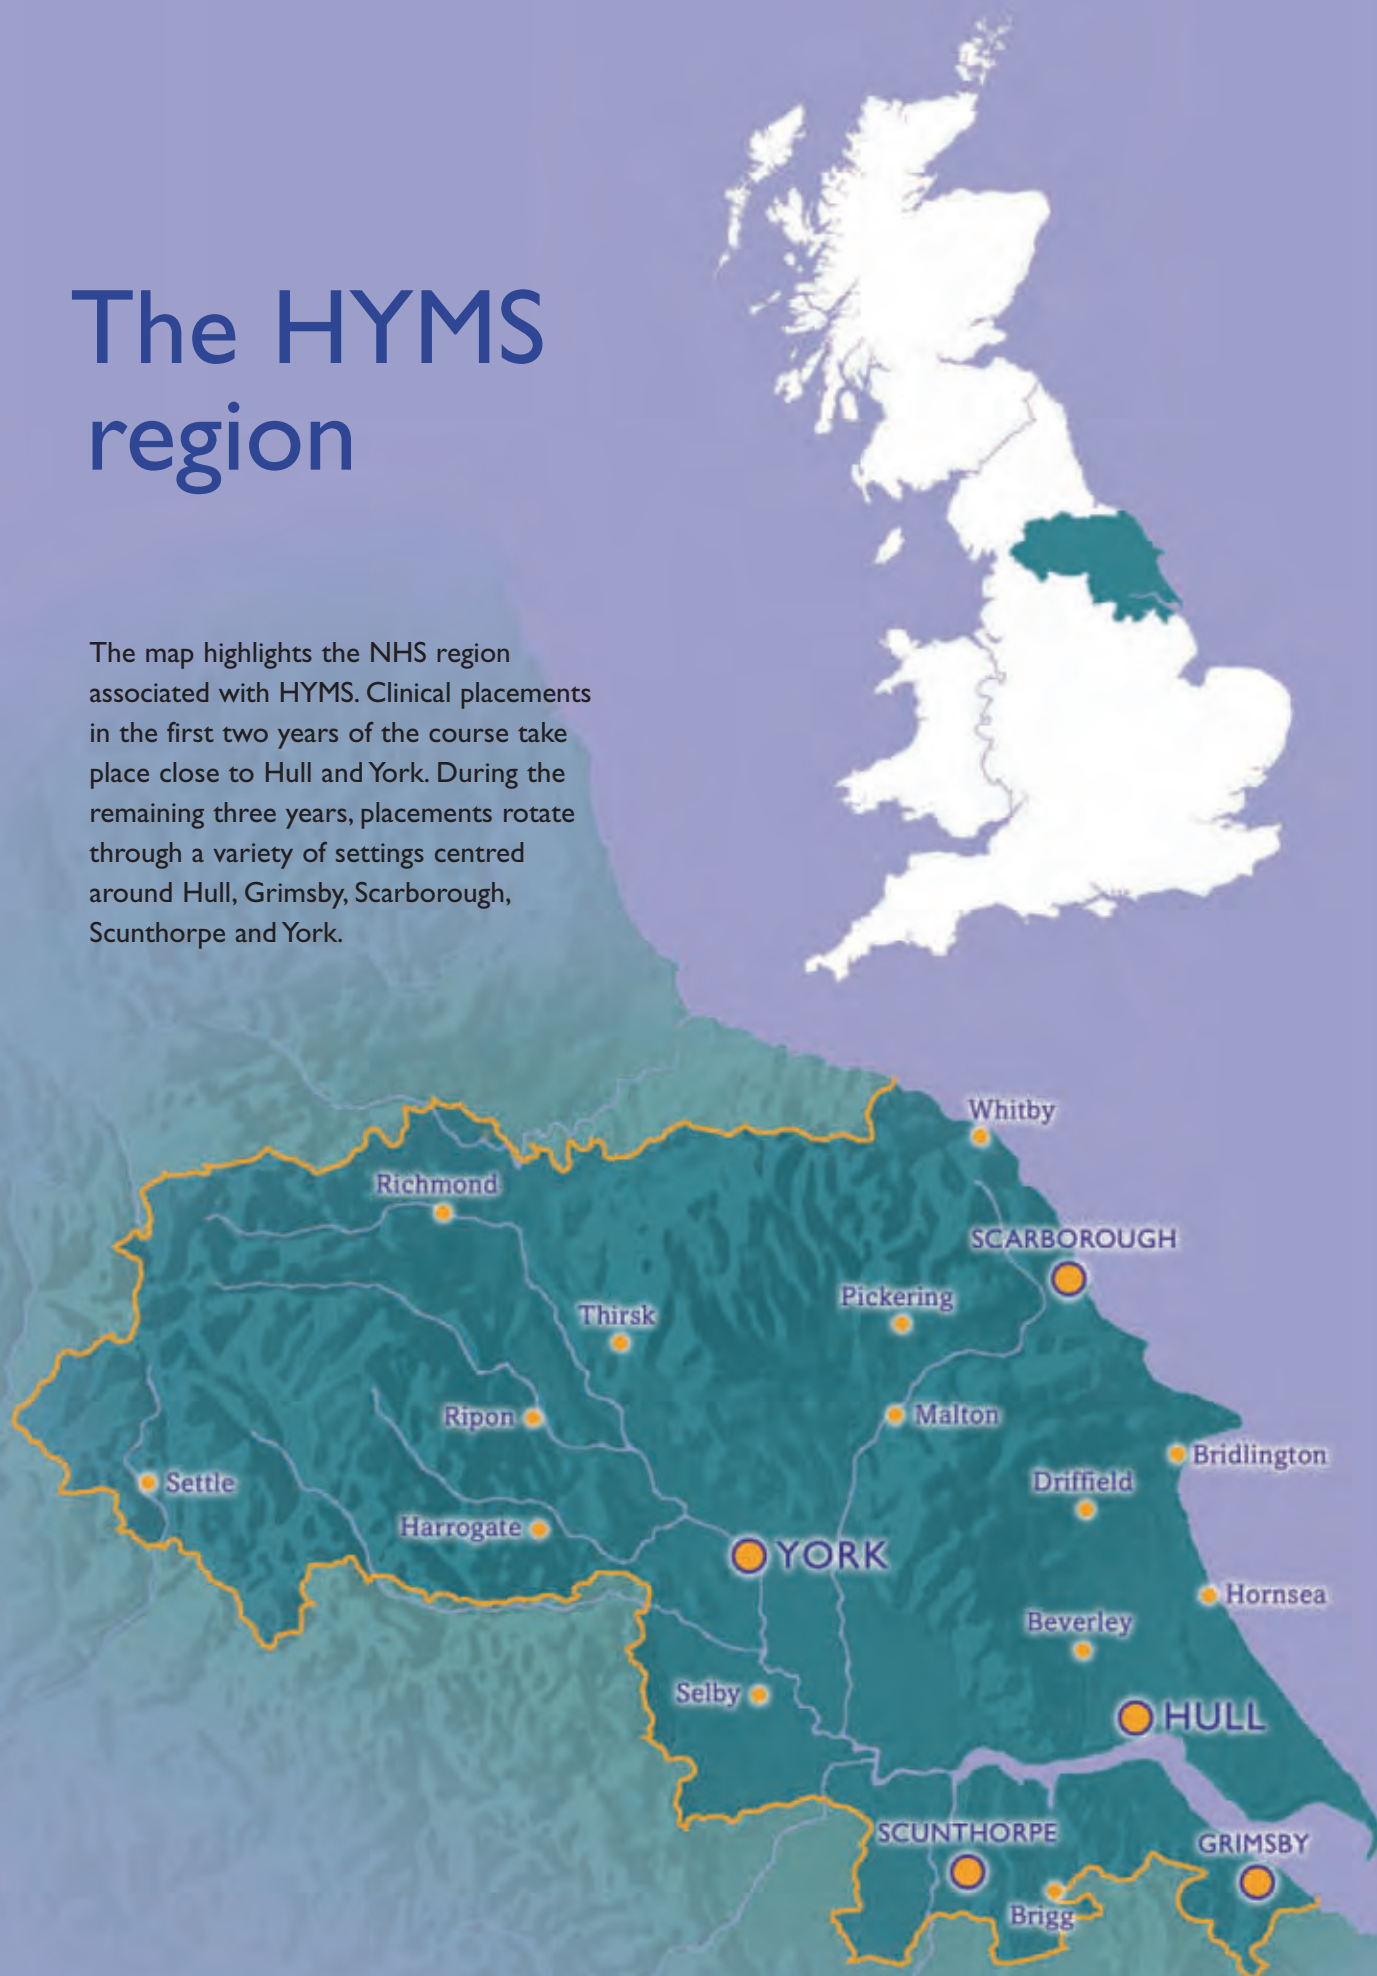 The HYMS
region
The map highlights the NHS region
associated with HYMS. Clinical placements
in the first two years of the course take
place close to Hull and York. During the
remaining three years, placements rotate
through a variety of settings centred
around Hull, Grimsby, Scarborough,
Scunthorpe and York.
Whitby
Richmond
SCARBOROUGH
Pickering
Thirsk
Ripon
Malton
Bridlington
Settle
Driffield
Harrogate
YORK
Hornsea
Beverley
Selby
HULL
SCUNTHORPE
GRIMSBY
Brigg